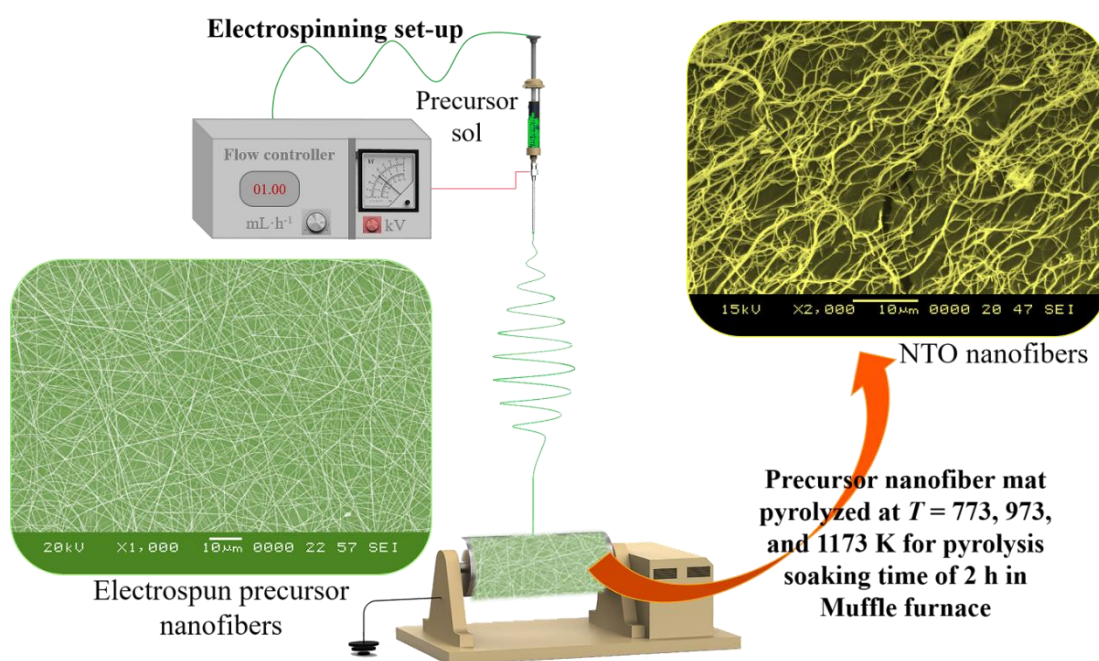 Electrospinning set-up
Precursor
sol
Flow controller
01.00
mL·h⁻¹
kV
15kV X2,000 10μm 0000 20 47 SEI
NTO nanofibers
20kV X1,000 10μm 0000 22 57 SEI
Electrospun precursor
nanofibers
Precursor nanofiber mat
pyrolyzed at T = 773, 973,
and 1173 K for pyrolysis
soaking time of 2 h in
Muffle furnace